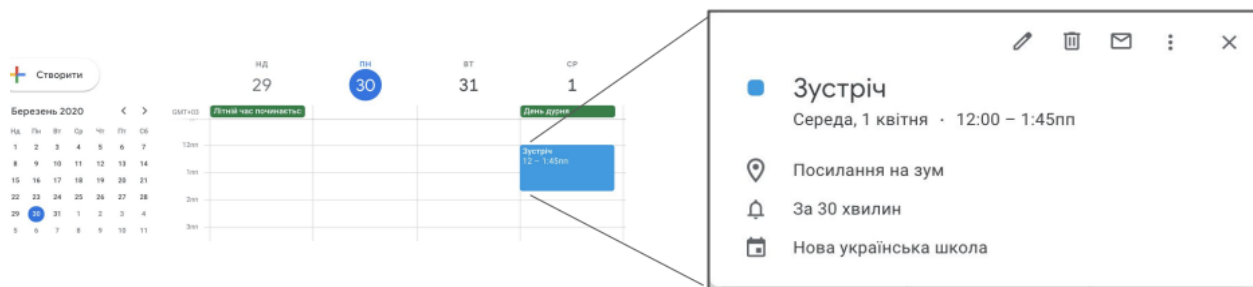 Створити
Березень 2020
Нд Пн Вт Ср Чт Пт Сб
1 2 3 4 5 6 7
8 9 10 11 12 13 14
15 16 17 18 19 20 21
22 23 24 25 26 27 28
29 30 31 1 2 3 4
5 6 7 8 9 10 11
НД ПН ВТ СР
29 30 31 1
GMT+03 Літній час починаєтьс День дурня
12пп
1пп
2пп
3пп
Зустріч
12 – 1:45пп
Зустріч
Середа, 1 квітня · 12:00 – 1:45пп
Посилання на зум
За 30 хвилин
Нова українська школа